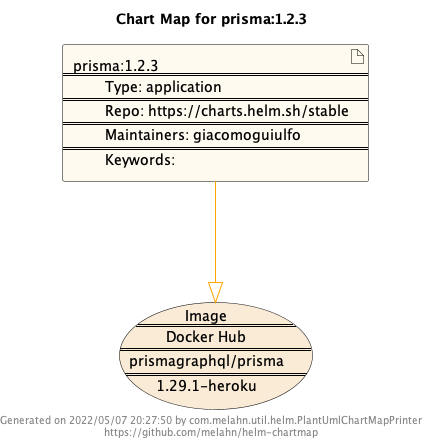 Chart Map for prisma:1.2.3
prisma:1.2.3
Type: application
Repo: https://charts.helm.sh/stable
Maintainers: giacomoguiulfo
Keywords:
Image
Docker Hub
prismagraphql/prisma
1.29.1-heroku
Generated on 2022/05/07 20:27:50 by com.melahn.util.helm.PlantUmlChartMapPrinter
https://github.com/melahn/helm-chartmap